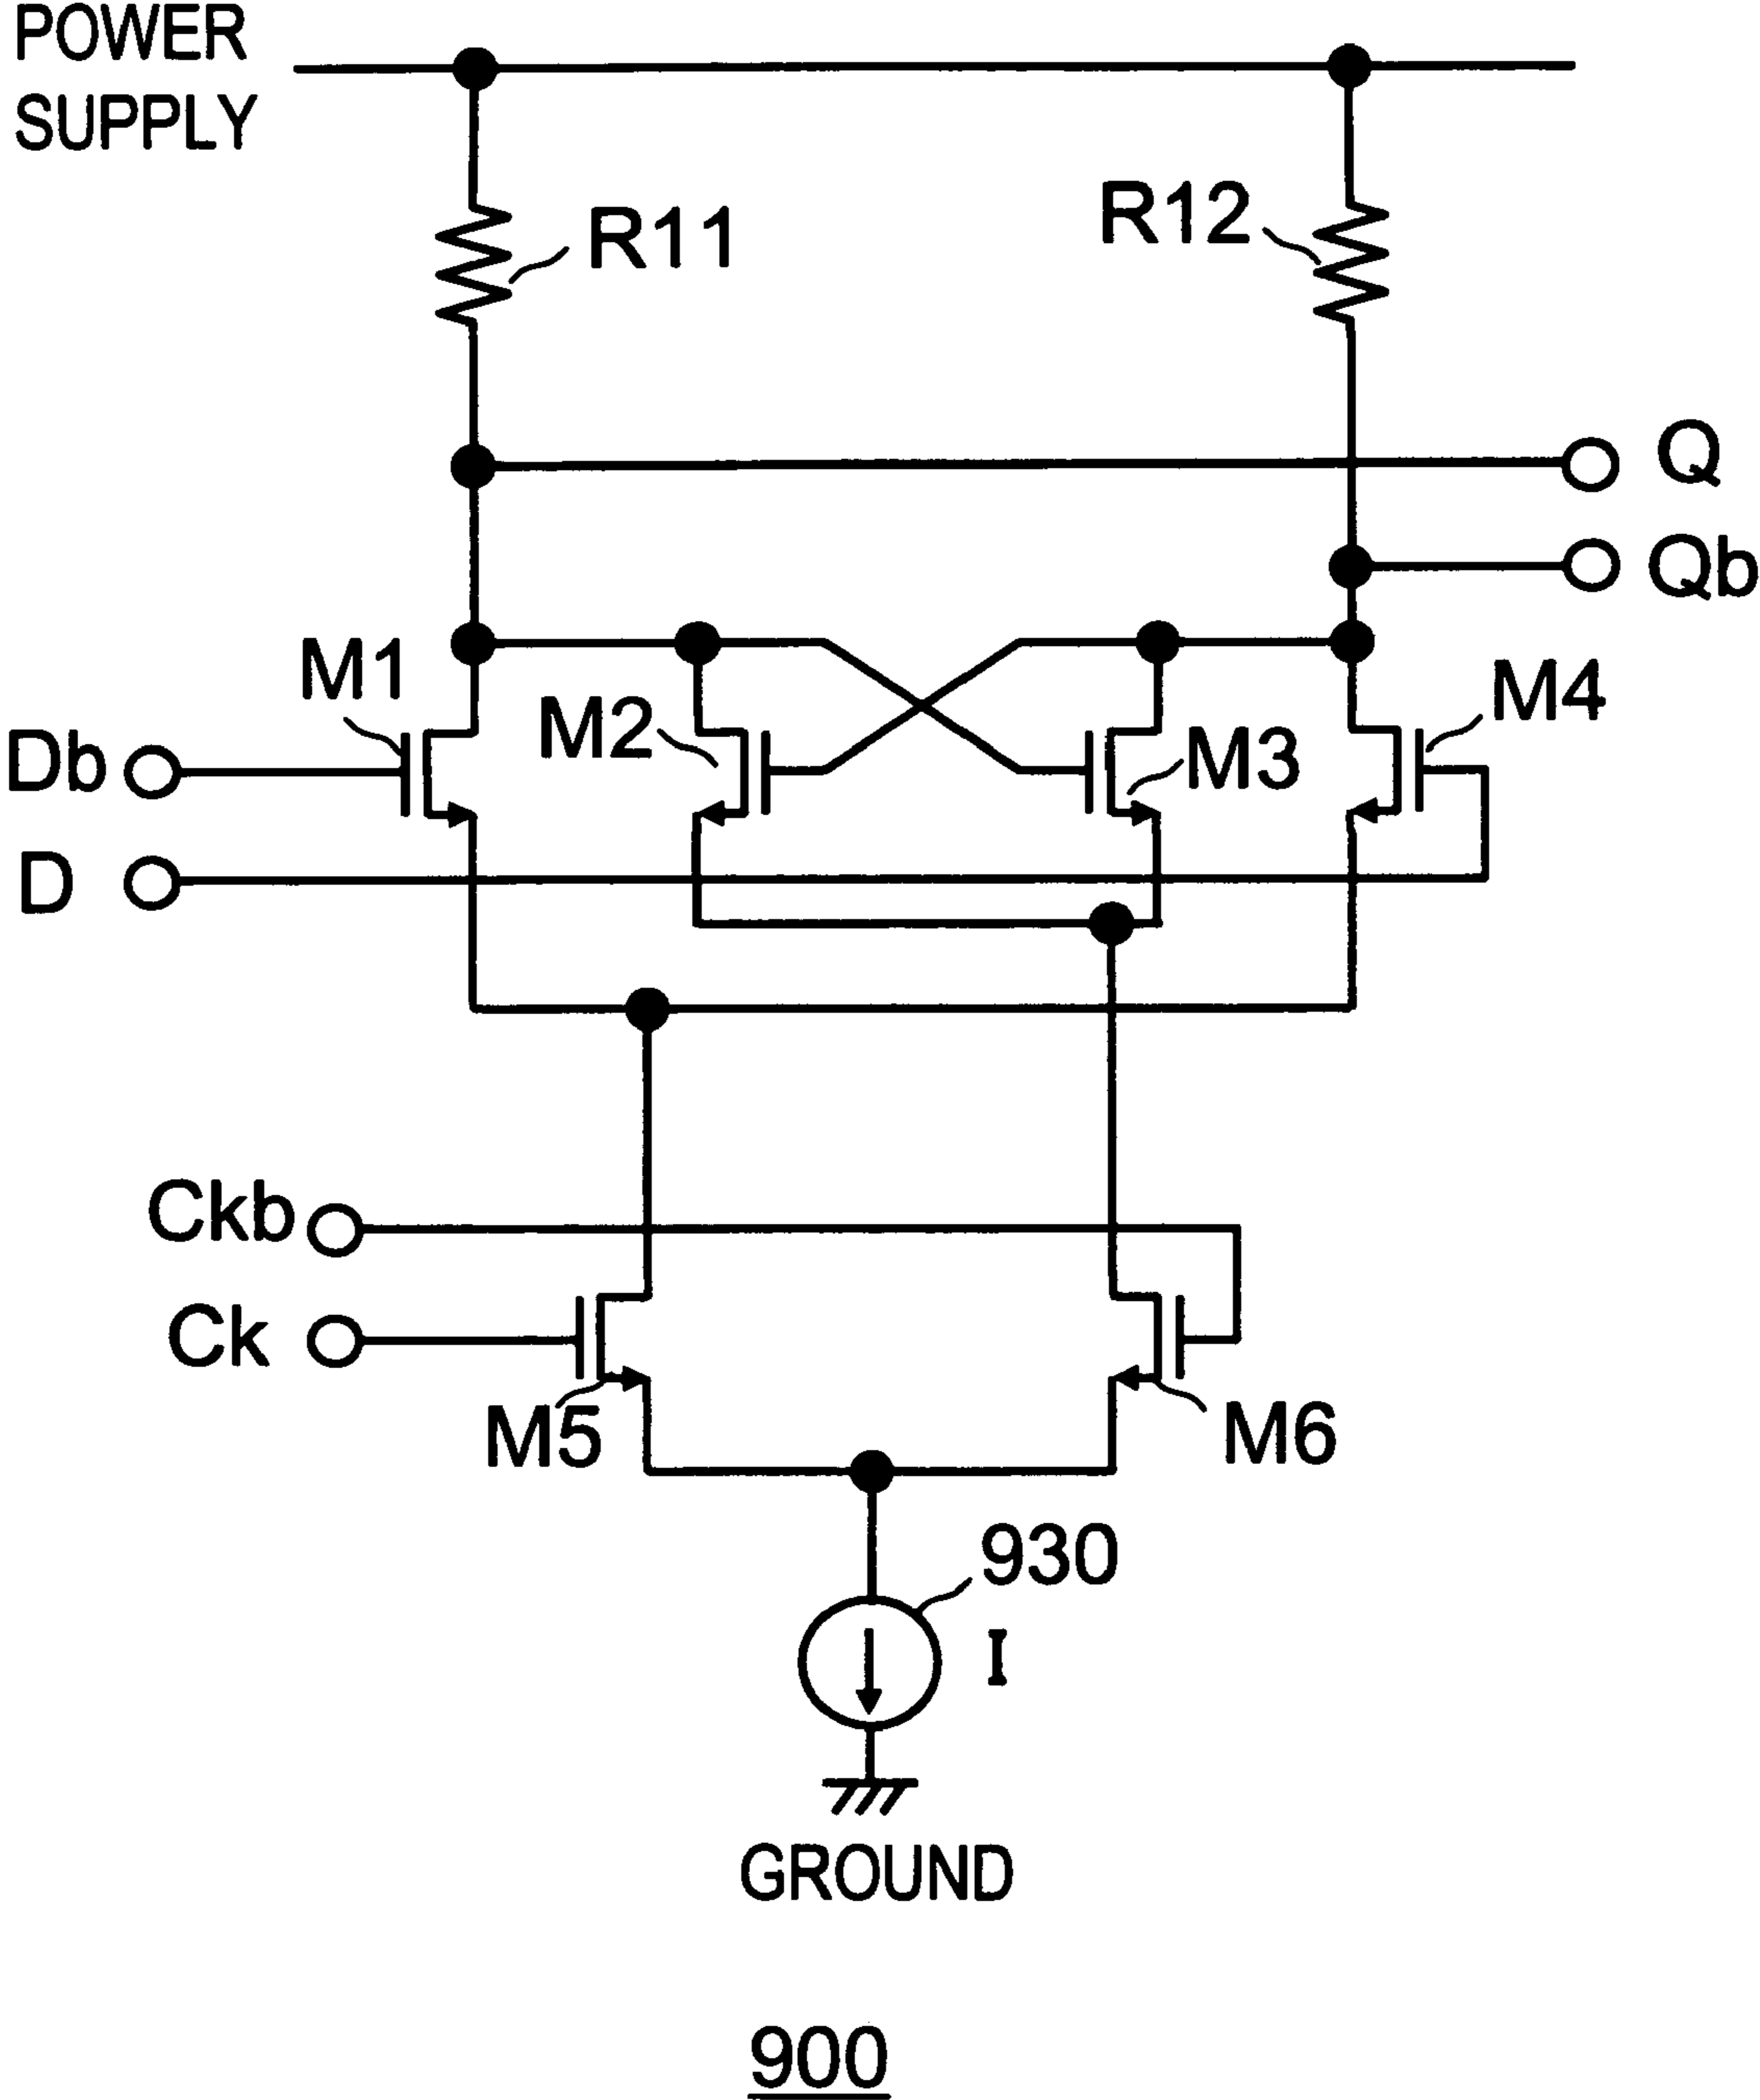 POWER
SUPPLY
R11
R12
Q
Qb
M1
M2
M3
M4
Db
D
Ckb
Ck
M5
M6
930
I
GROUND
900